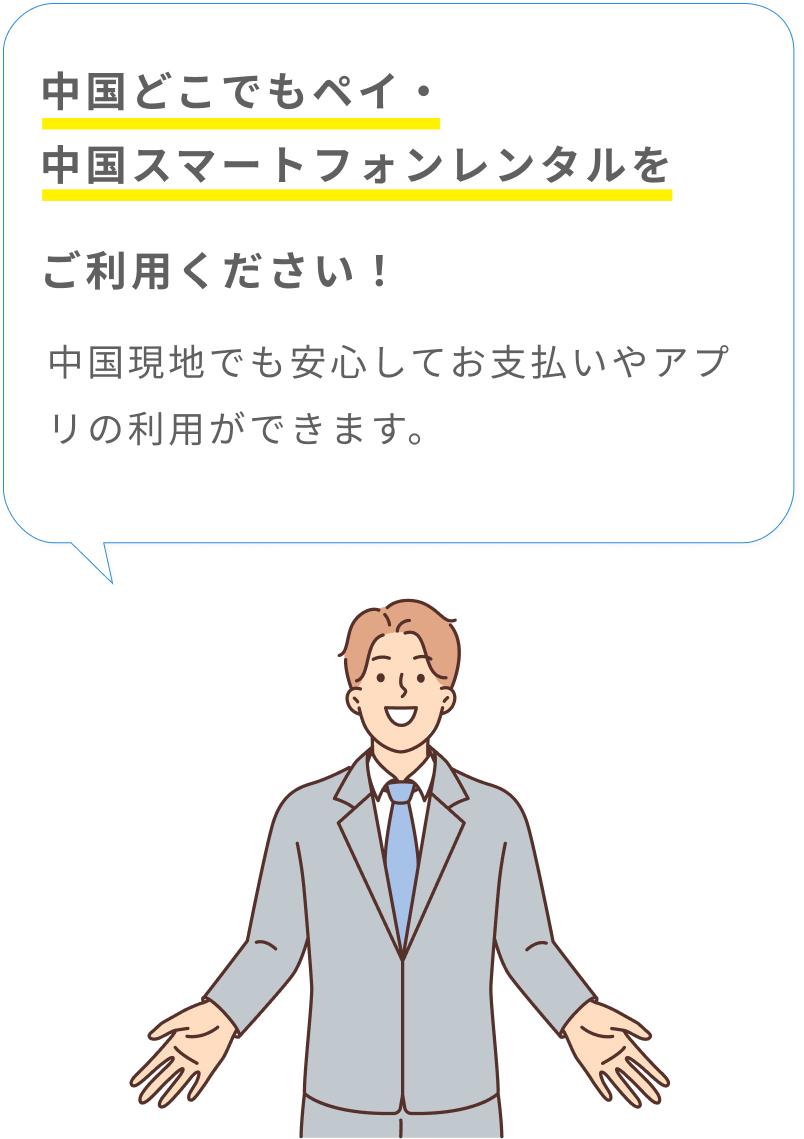 中国どこでもペイ・
中国スマートフォンレンタルを
ご利用ください！
中国現地でも安心してお支払いやアプ
リの利用ができます。